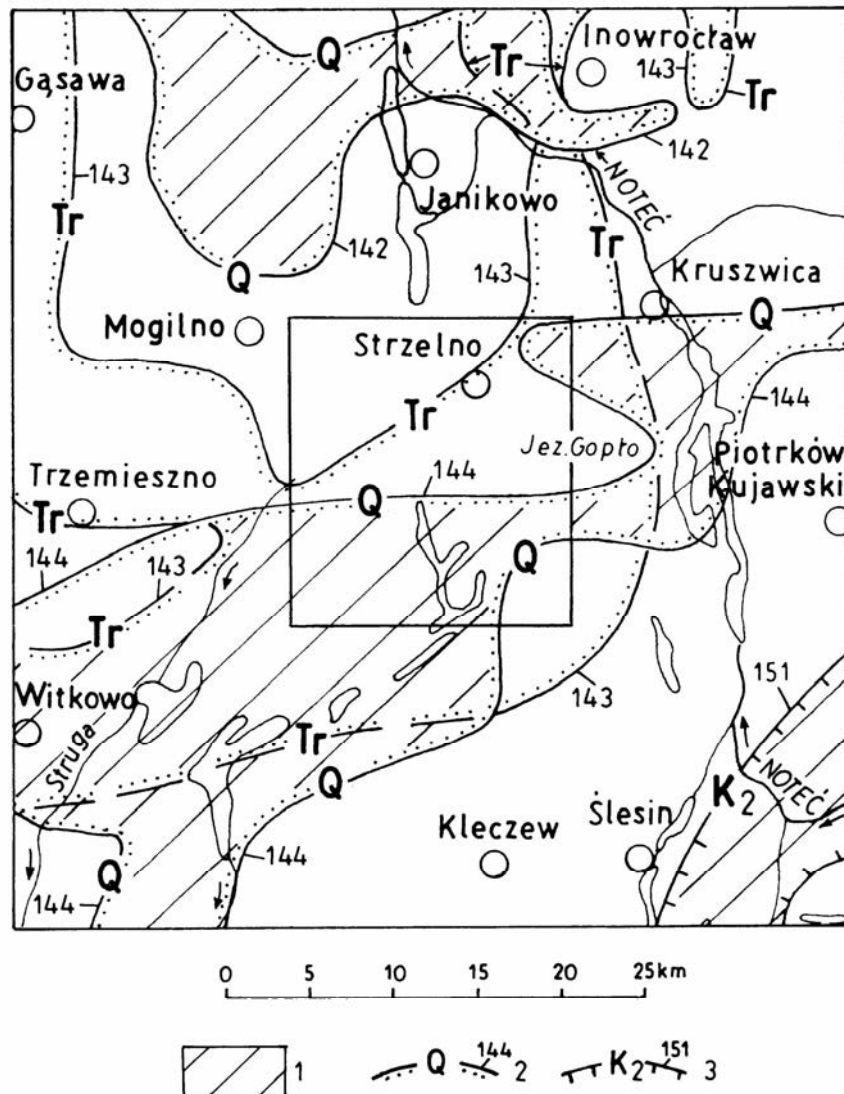 Q
Inowrocław
Tr
143
Gąsawa
Tr
142
143
NOTEĆ
Janikowo
Tr
Tr
142
Q
143
Kruszwica
Q
Mogilno
Strzelno
144
Tr
Jez. Gopło
Piotrków
Kujawski
144
Trzemieszno
Q
Tr
Q
144
143
Tr
143
151
Witkowo
Struga
Tr
NOTEĆ
K2
Q
Kleczew
Ślesin
144
Q
144
0 5 10 15 20 25km
1
Q 144 2
K2 151 3